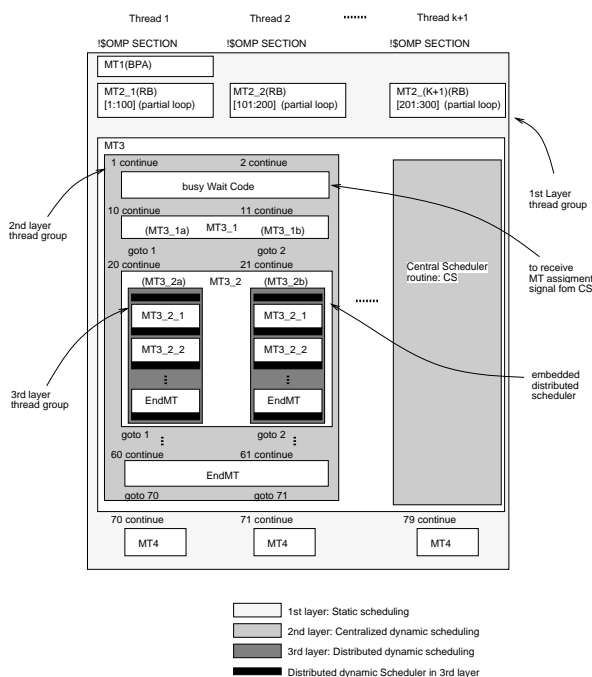 Thread 1 Thread 2 ........ Thread k+1
!$OMP SECTION !$OMP SECTION !$OMP SECTION
MT1(BPA)
MT2_1(RB) MT2_2(RB) MT2_(K+1)(RB)
[1:100] (partial loop) [101:200] (partial loop) [201:300] (partial loop)
MT3
1 continue 2 continue
busy Wait Code
10 continue 11 continue
(MT3_1a) MT3_1 (MT3_1b)
goto 1 goto 2
20 continue 21 continue
(MT3_2a) MT3_2 (MT3_2b)
MT3_2_1 MT3_2_1
MT3_2_2 MT3_2_2
EndMT EndMT
goto 1 goto 2
60 continue 61 continue
EndMT
goto 70 goto 71
Central Scheduler
routine: CS
70 continue 71 continue 79 continue
MT4 MT4 MT4
2nd layer
thread group
3rd layer
thread group
1st Layer
thread group
to receive
MT assigment
signal fom CS
embedded
distributed
scheduler
1st layer: Static scheduling
2nd layer: Centralized dynamic scheduling
3rd layer: Distributed dynamic scheduling
Distributed dynamic Scheduler in 3rd layer